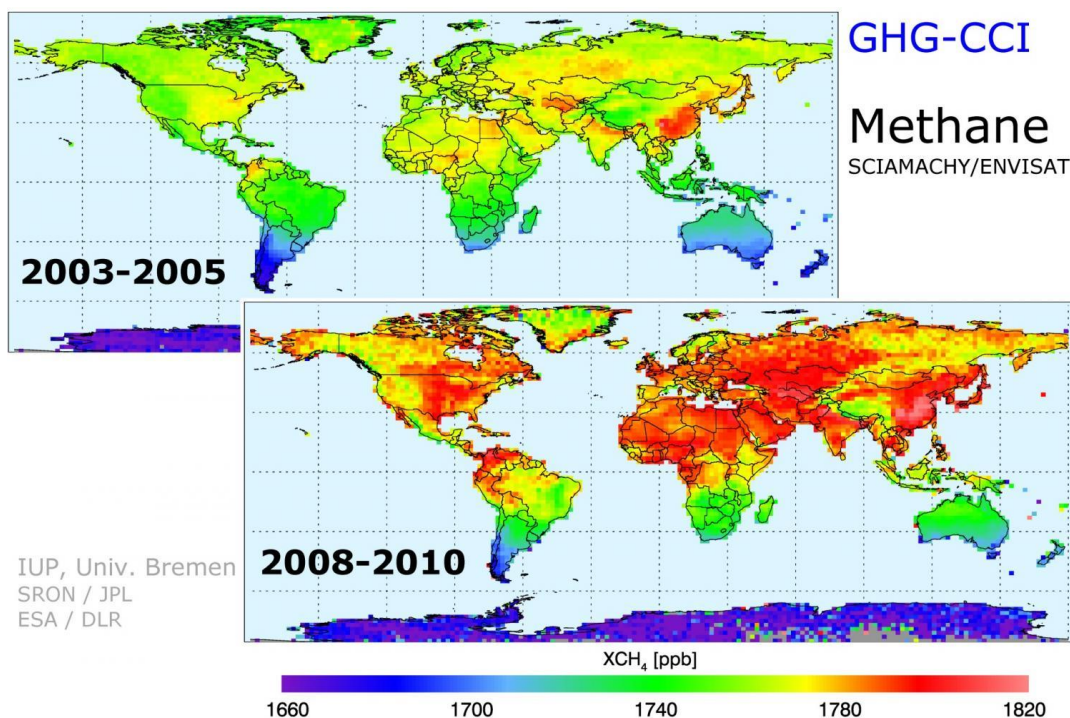 GHG-CCI
Methane
SCIAMACHY/ENVISAT
2003-2005
2008-2010
IUP, Univ. Bremen
SRON / JPL
ESA / DLR
XCH₄ [ppb]
1660 1700 1740 1780 1820